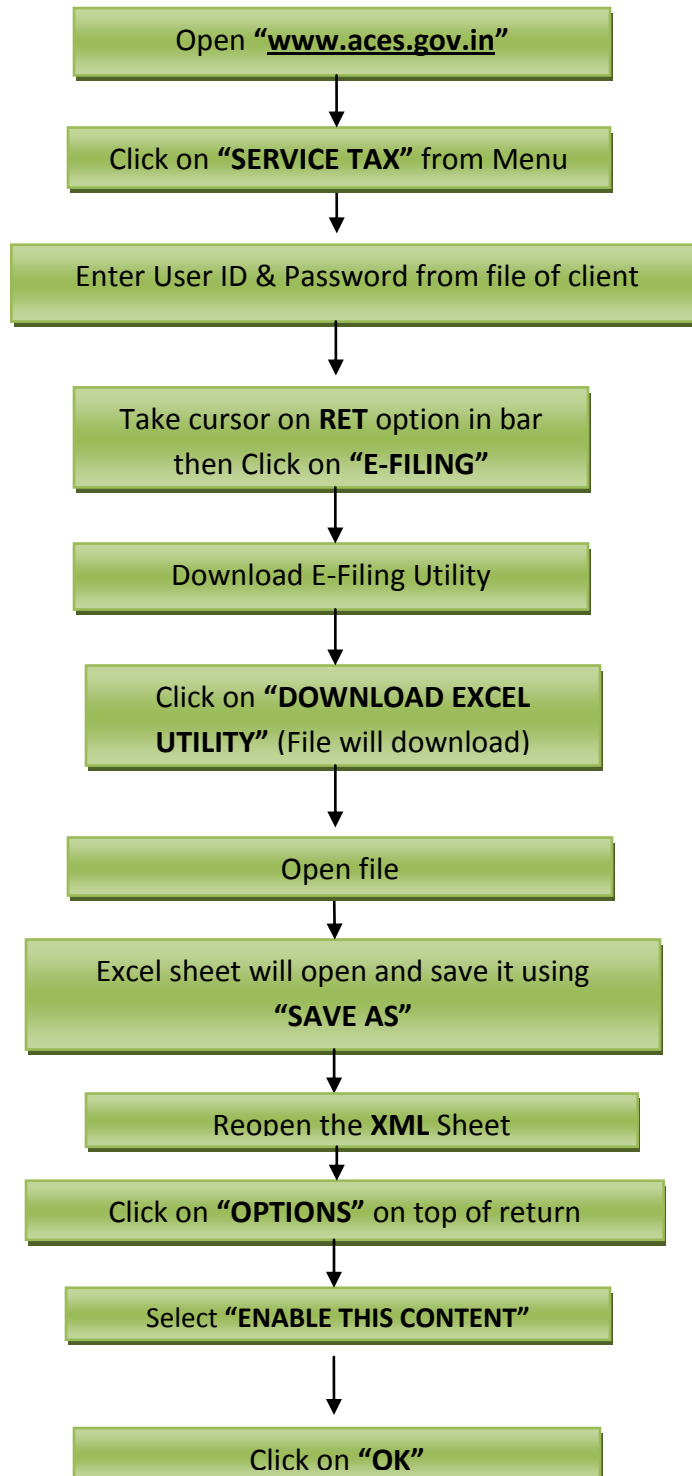 Open “www.aces.gov.in”
Click on “SERVICE TAX” from Menu
Enter User ID & Password from file of client
Take cursor on RET option in bar
then Click on “E-FILING”
Download E-Filing Utility
Click on “DOWNLOAD EXCEL
UTILITY” (File will download)
Open file
Excel sheet will open and save it using
“SAVE AS”
Reopen the XML Sheet
Click on “OPTIONS” on top of return
Select “ENABLE THIS CONTENT”
Click on “OK”